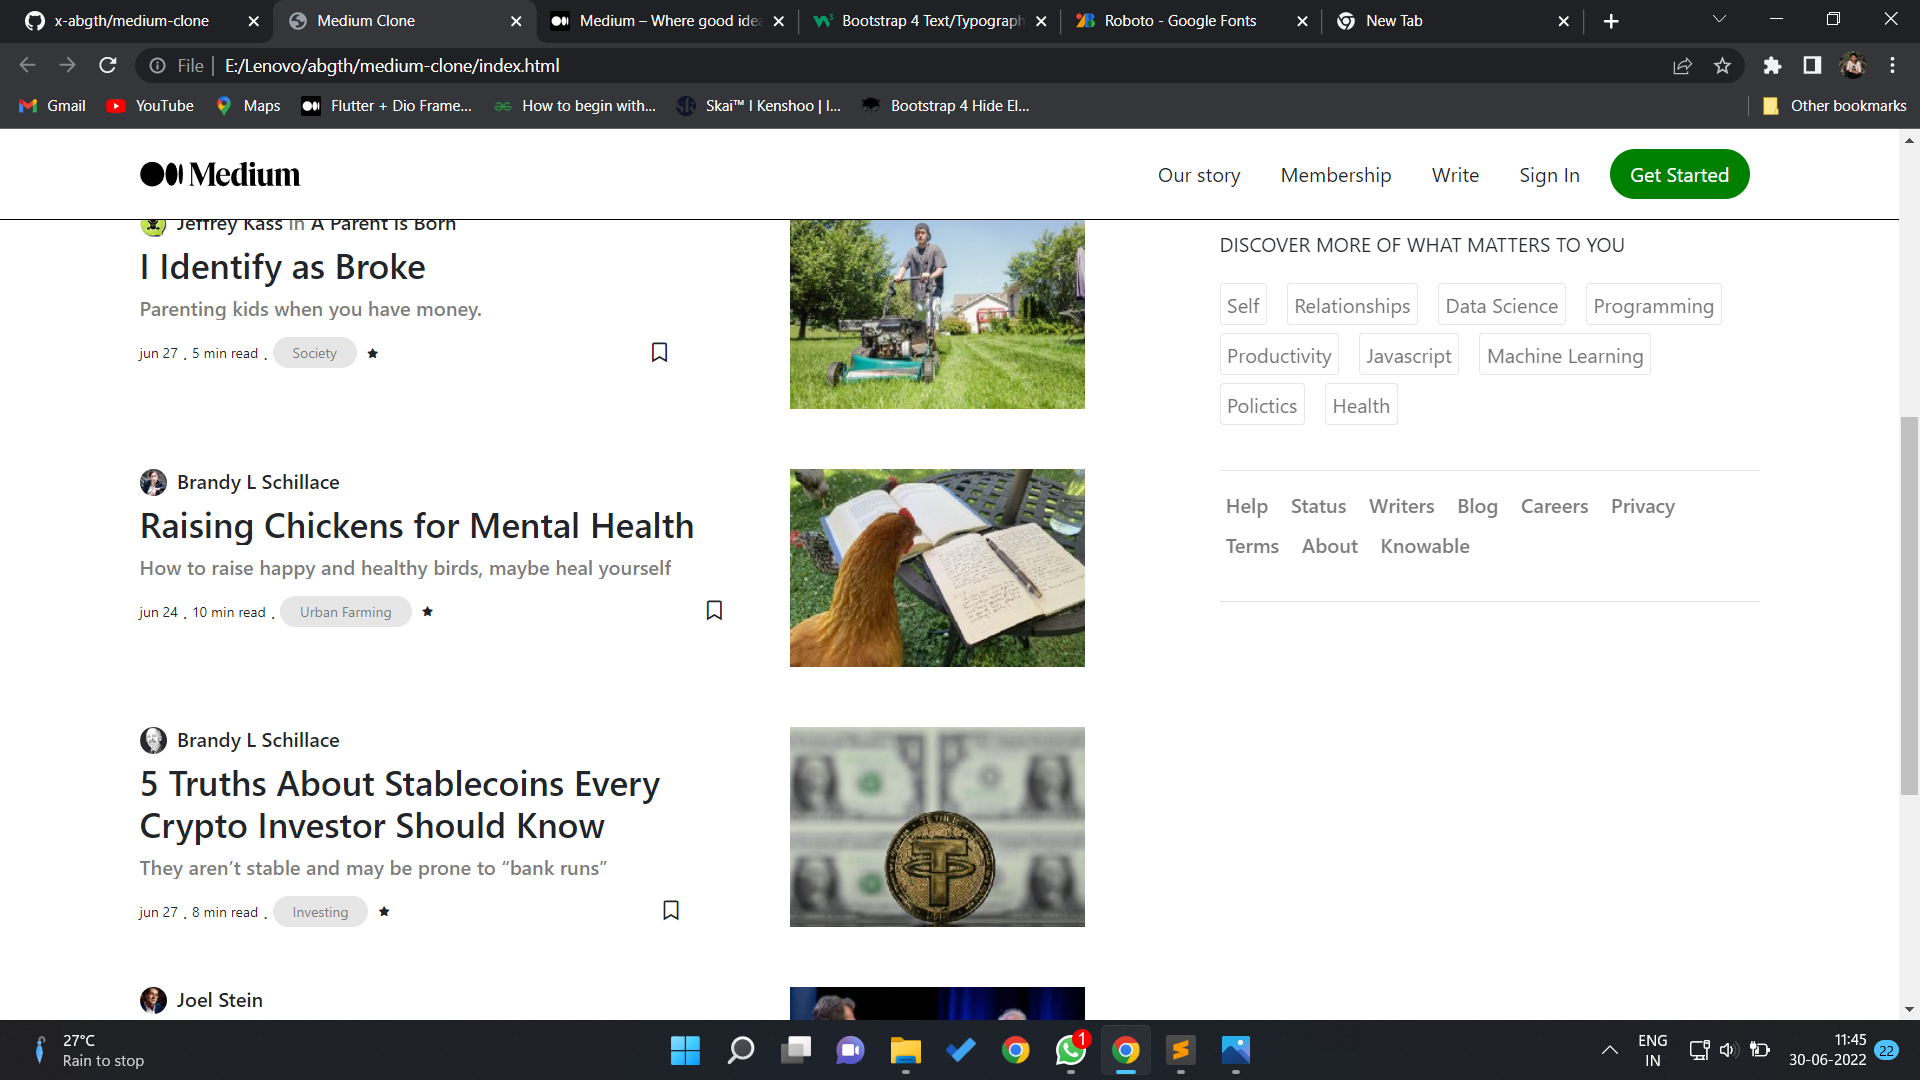 x-abgth/medium-clone
Medium Clone
Medium – Where good idea
Bootstrap 4 Text/Typograph
Roboto - Google Fonts
New Tab
File
E:/Lenovo/abgth/medium-clone/index.html
Gmail
YouTube
Maps
Flutter + Dio Frame...
How to begin with...
Skai™ | Kenshoo | I...
Bootstrap 4 Hide El...
Other bookmarks
Medium
Our story
Membership
Write
Sign In
Get Started
Jeffrey Kass in A Parent Is Born
I Identify as Broke
Parenting kids when you have money.
jun 27 . 5 min read . Society
Brandy L Schillace
Raising Chickens for Mental Health
How to raise happy and healthy birds, maybe heal yourself
jun 24 . 10 min read . Urban Farming
Brandy L Schillace
5 Truths About Stablecoins Every
Crypto Investor Should Know
They aren’t stable and may be prone to “bank runs”
jun 27 . 8 min read . Investing
Joel Stein
DISCOVER MORE OF WHAT MATTERS TO YOU
Self Relationships Data Science Programming
Productivity Javascript Machine Learning
Polictics Health
Help Status Writers Blog Careers Privacy
Terms About Knowable
27°C
Rain to stop
1
ENG
IN
11:45
30-06-2022
22